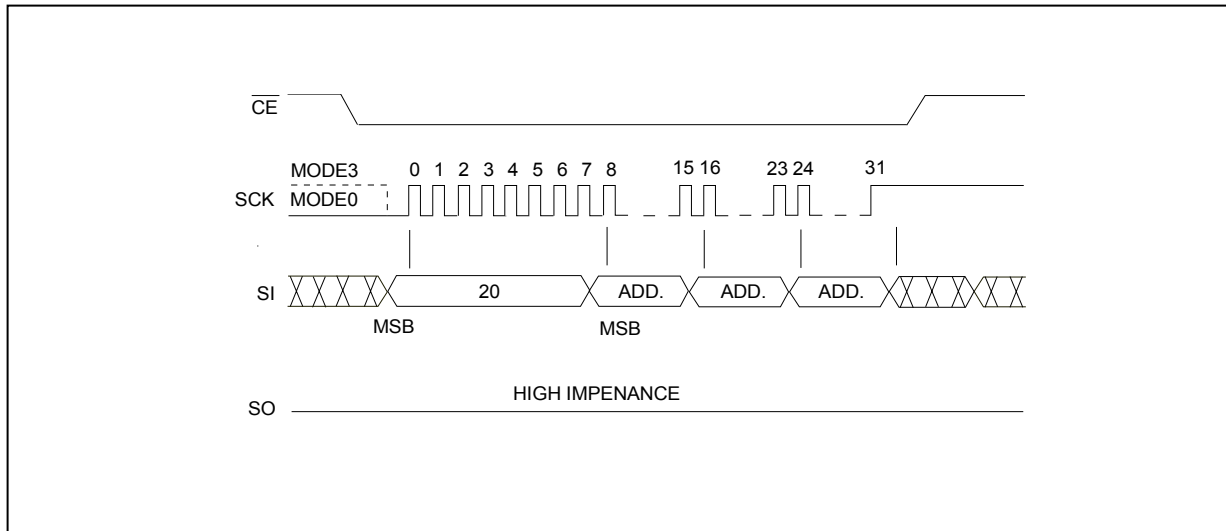 CE
MODE3
0 1 2 3 4 5 6 7 8 15 16 23 24 31
SCK MODE0
SI 20 ADD. ADD. ADD.
MSB MSB
HIGH IMPENANCE
SO